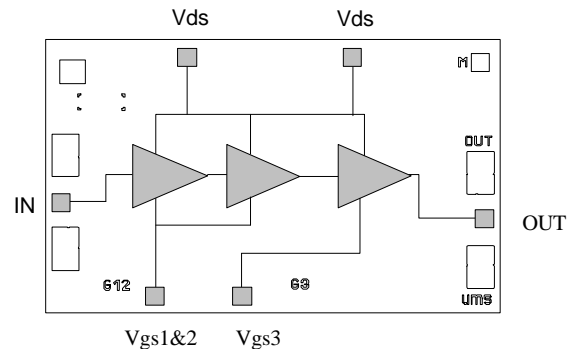 Vds Vds
M
OUT
IN
OUT
G12 G3
ums
Vgs1&2 Vgs3